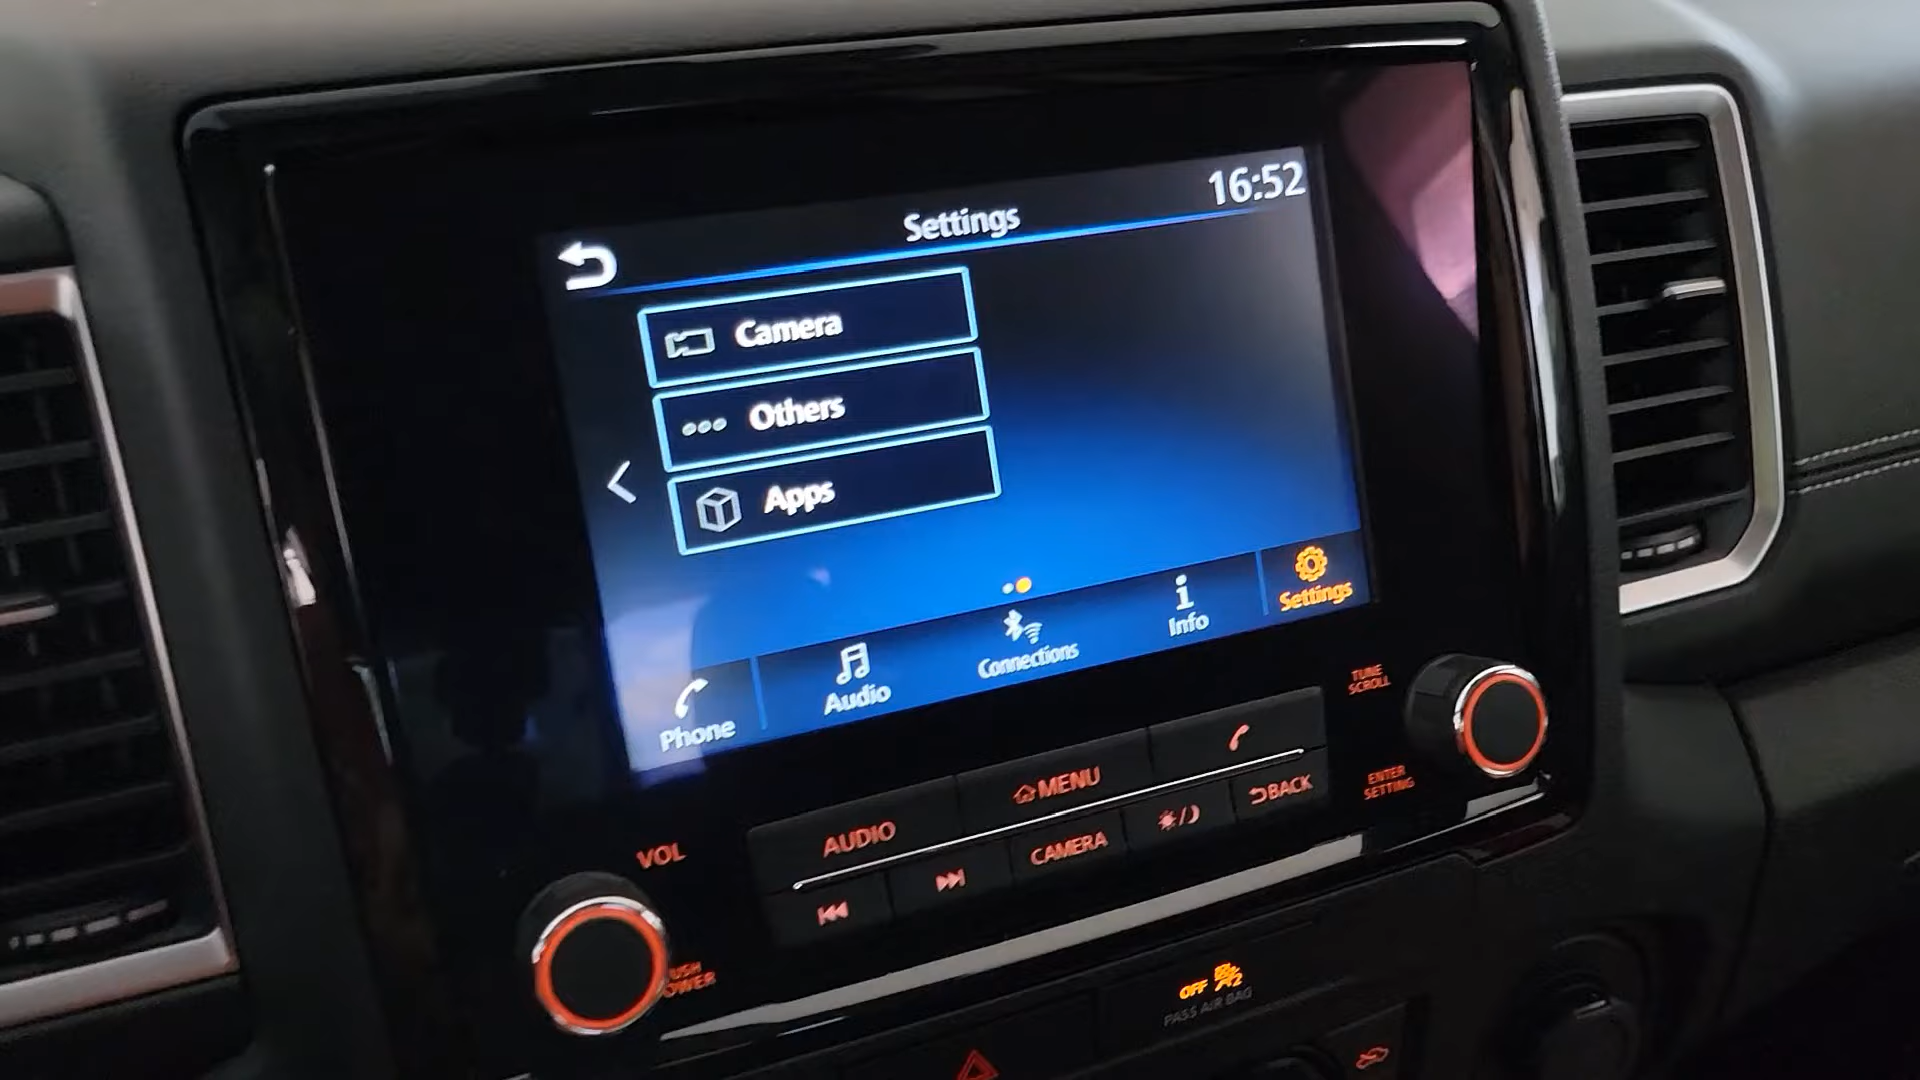 16:52
Settings
Camera
Others
Apps
Phone
Audio
Connections
Info
Settings
TUNE
SCROLL
MENU
AUDIO
BACK
CAMERA
ENTER
SETTING
VOL
OFF
PASS AIR BAG